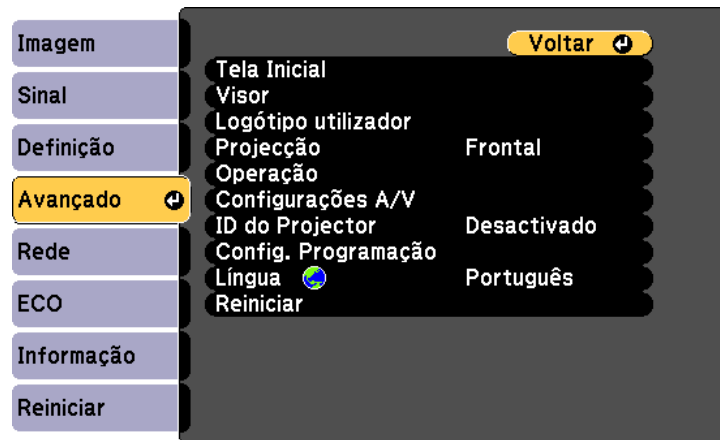 Imagem
Sinal
Definição
Avançado
Rede
ECO
Informação
Reiniciar
Voltar
Tela Inicial
Visor
Logótipo utilizador
Projecção Frontal
Operação
Configurações A/V
ID do Projector Desactivado
Config. Programação
Língua Português
Reiniciar